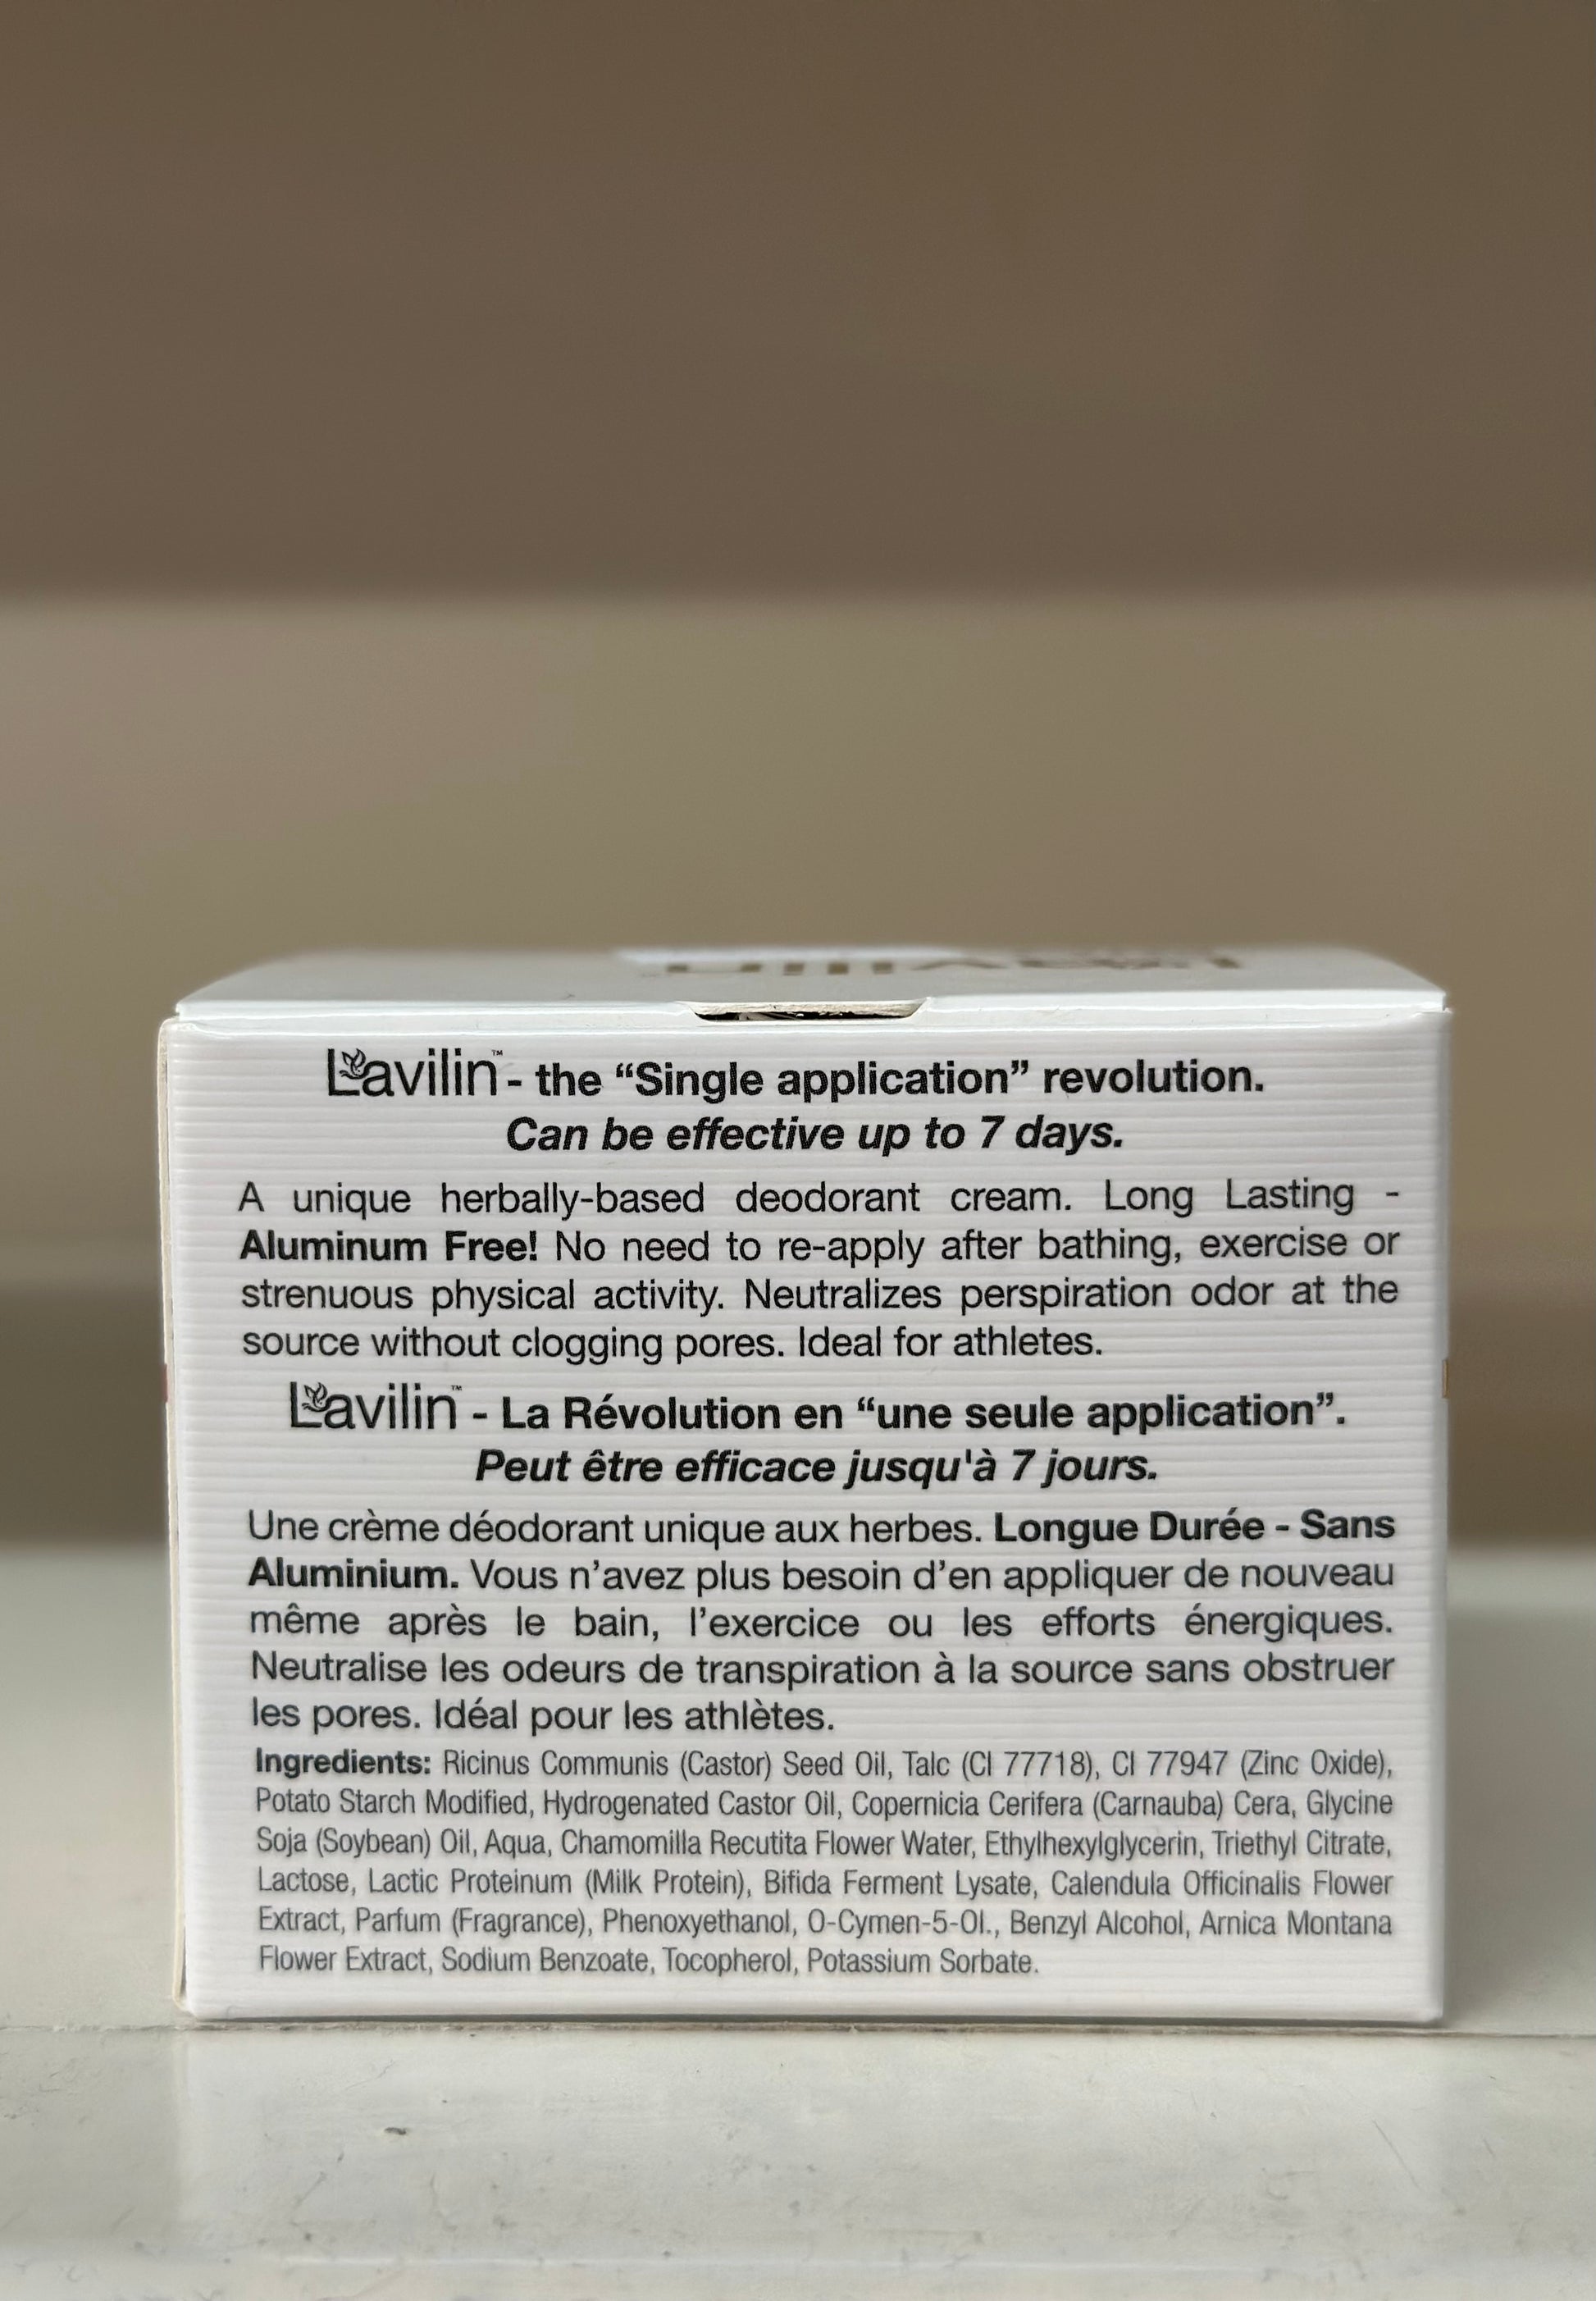 Lavilin™ - the “Single application” revolution.
Can be effective up to 7 days.
A unique herbally-based deodorant cream. Long Lasting -
Aluminum Free! No need to re-apply after bathing, exercise or
strenuous physical activity. Neutralizes perspiration odor at the
source without clogging pores. Ideal for athletes.
Lavilin™ - La Révolution en “une seule application”.
Peut être efficace jusqu'à 7 jours.
Une crème déodorant unique aux herbes. Longue Durée - Sans
Aluminium. Vous n’avez plus besoin d’en appliquer de nouveau
même après le bain, l’exercice ou les efforts énergiques.
Neutralise les odeurs de transpiration à la source sans obstruer
les pores. Idéal pour les athlètes.
Ingredients: Ricinus Communis (Castor) Seed Oil, Talc (CI 77718), CI 77947 (Zinc Oxide),
Potato Starch Modified, Hydrogenated Castor Oil, Copernicia Cerifera (Carnauba) Cera, Glycine
Soja (Soybean) Oil, Aqua, Chamomilla Recutita Flower Water, Ethylhexylglycerin, Triethyl Citrate,
Lactose, Lactic Proteinum (Milk Protein), Bifida Ferment Lysate, Calendula Officinalis Flower
Extract, Parfum (Fragrance), Phenoxyethanol, O-Cymen-5-Ol., Benzyl Alcohol, Arnica Montana
Flower Extract, Sodium Benzoate, Tocopherol, Potassium Sorbate.